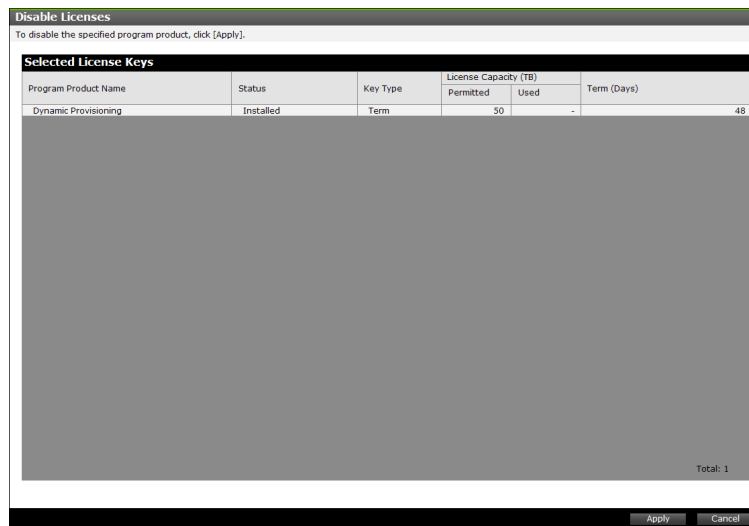 Disable Licenses
To disable the specified program product, click [Apply].
Selected License Keys
Program Product Name Status Key Type License Capacity (TB) Term (Days)
Permitted Used
Dynamic Provisioning Installed Term 50 - 48
Total: 1
Apply Cancel